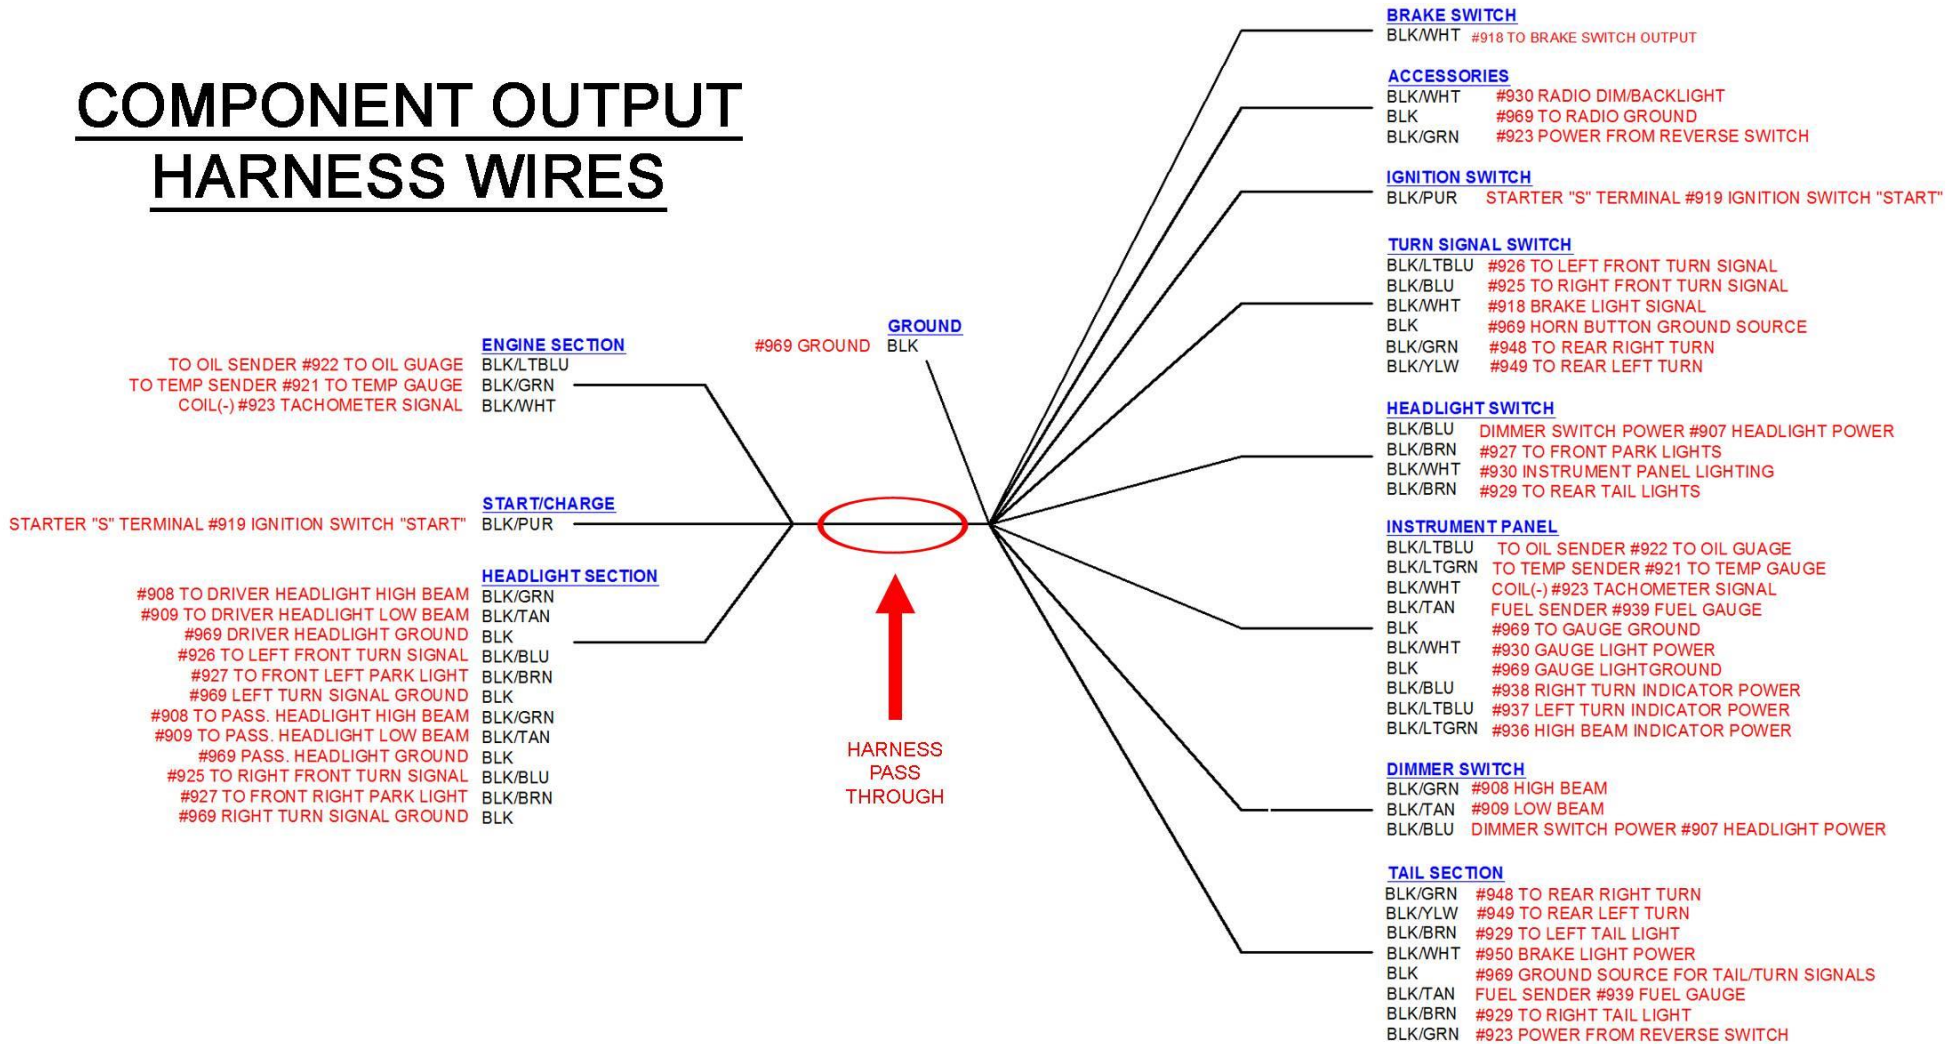 COMPONENT OUTPUT
HARNESS WIRES
ENGINE SECTION
TO OIL SENDER #922 TO OIL GUAGE BLK/LTBLU
TO TEMP SENDER #921 TO TEMP GAUGE BLK/GRN
COIL(-) #923 TACHOMETER SIGNAL BLK/WHT
START/CHARGE
STARTER "S" TERMINAL #919 IGNITION SWITCH "START" BLK/PUR
HEADLIGHT SECTION
#908 TO DRIVER HEADLIGHT HIGH BEAM BLK/GRN
#909 TO DRIVER HEADLIGHT LOW BEAM BLK/TAN
#969 DRIVER HEADLIGHT GROUND BLK
#926 TO LEFT FRONT TURN SIGNAL BLK/BLU
#927 TO FRONT LEFT PARK LIGHT BLK/BRN
#969 LEFT TURN SIGNAL GROUND BLK
#908 TO PASS. HEADLIGHT HIGH BEAM BLK/GRN
#909 TO PASS. HEADLIGHT LOW BEAM BLK/TAN
#969 PASS. HEADLIGHT GROUND BLK
#925 TO RIGHT FRONT TURN SIGNAL BLK/BLU
#927 TO FRONT RIGHT PARK LIGHT BLK/BRN
#969 RIGHT TURN SIGNAL GROUND BLK
GROUND
#969 GROUND BLK
HARNESS
PASS
THROUGH
BRAKE SWITCH
BLK/WHT #918 TO BRAKE SWITCH OUTPUT
ACCESSORIES
BLK/WHT #930 RADIO DIM/BACKLIGHT
BLK #969 TO RADIO GROUND
BLK/GRN #923 POWER FROM REVERSE SWITCH
IGNITION SWITCH
BLK/PUR STARTER "S" TERMINAL #919 IGNITION SWITCH "START"
TURN SIGNAL SWITCH
BLK/LTBLU #926 TO LEFT FRONT TURN SIGNAL
BLK/BLU #925 TO RIGHT FRONT TURN SIGNAL
BLK/WHT #918 BRAKE LIGHT SIGNAL
BLK #969 HORN BUTTON GROUND SOURCE
BLK/GRN #948 TO REAR RIGHT TURN
BLK/YLW #949 TO REAR LEFT TURN
HEADLIGHT SWITCH
BLK/BLU DIMMER SWITCH POWER #907 HEADLIGHT POWER
BLK/BRN #927 TO FRONT PARK LIGHTS
BLK/WHT #930 INSTRUMENT PANEL LIGHTING
BLK/BRN #929 TO REAR TAIL LIGHTS
INSTRUMENT PANEL
BLK/LTBLU TO OIL SENDER #922 TO OIL GUAGE
BLK/LTGRN TO TEMP SENDER #921 TO TEMP GAUGE
BLK/WHT COIL(-) #923 TACHOMETER SIGNAL
BLK/TAN FUEL SENDER #939 FUEL GAUGE
BLK #969 TO GAUGE GROUND
BLK/WHT #930 GAUGE LIGHT POWER
BLK #969 GAUGE LIGHTGROUND
BLK/BLU #938 RIGHT TURN INDICATOR POWER
BLK/LTBLU #937 LEFT TURN INDICATOR POWER
BLK/LTGRN #936 HIGH BEAM INDICATOR POWER
DIMMER SWITCH
BLK/GRN #908 HIGH BEAM
BLK/TAN #909 LOW BEAM
BLK/BLU DIMMER SWITCH POWER #907 HEADLIGHT POWER
TAIL SECTION
BLK/GRN #948 TO REAR RIGHT TURN
BLK/YLW #949 TO REAR LEFT TURN
BLK/BRN #929 TO LEFT TAIL LIGHT
BLK/WHT #950 BRAKE LIGHT POWER
BLK #969 GROUND SOURCE FOR TAIL/TURN SIGNALS
BLK/TAN FUEL SENDER #939 FUEL GAUGE
BLK/BRN #929 TO RIGHT TAIL LIGHT
BLK/GRN #923 POWER FROM REVERSE SWITCH